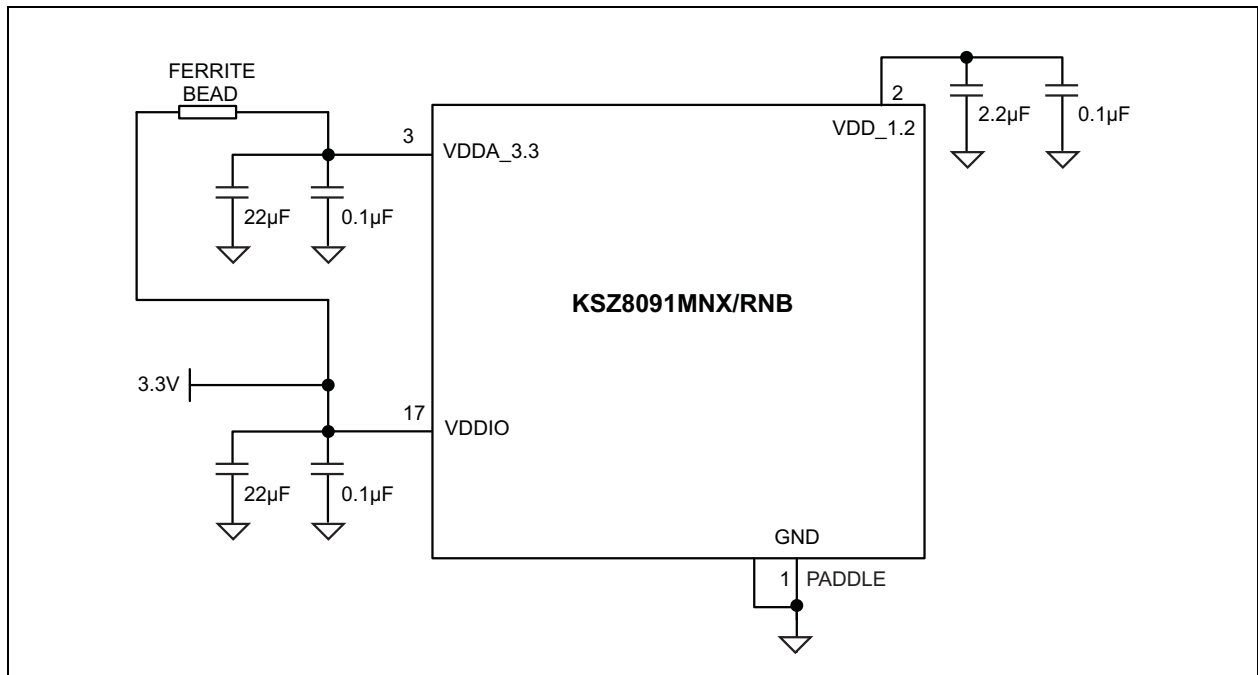 FERRITE
BEAD
2
VDD_1.2
2.2µF
0.1µF
3
VDDA_3.3
22µF
0.1µF
KSZ8091MNX/RNB
3.3V
17
VDDIO
22µF
0.1µF
GND
1
PADDLE